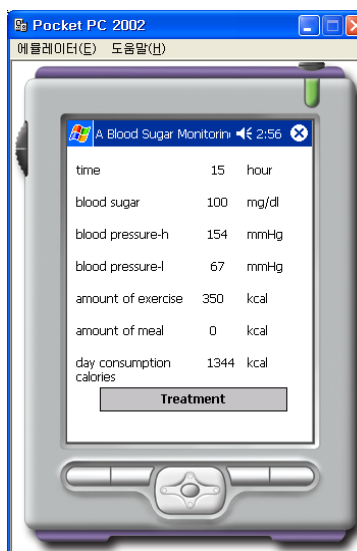 Pocket PC 2002
에뮬레이터(E) 도움말(H)
A Blood Sugar Monitorin 2:56
time 15 hour
blood sugar 100 mg/dl
blood pressure-h 154 mmHg
blood pressure-l 67 mmHg
amount of exercise 350 kcal
amount of meal 0 kcal
day consumption 1344 kcal
calories
Treatment